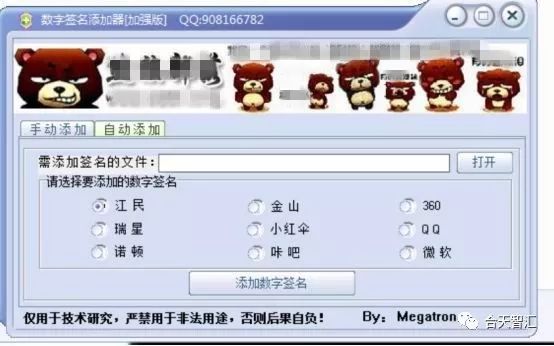 数字签名添加器[加强版] QQ:908166782
手动添加 自动添加
需添加签名的文件: 打开
请选择要添加的数字签名
江民 金山 360
瑞星 小红伞 QQ
诺顿 咔吧 微软
添加数字签名
仅用于技术研究，严禁用于非法用途，否则后果自负！ By: Megatron
合天智汇